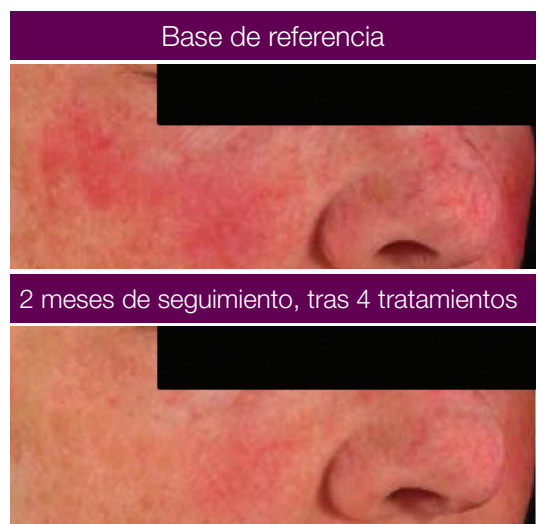 Base de referencia
2 meses de seguimiento, tras 4 tratamientos